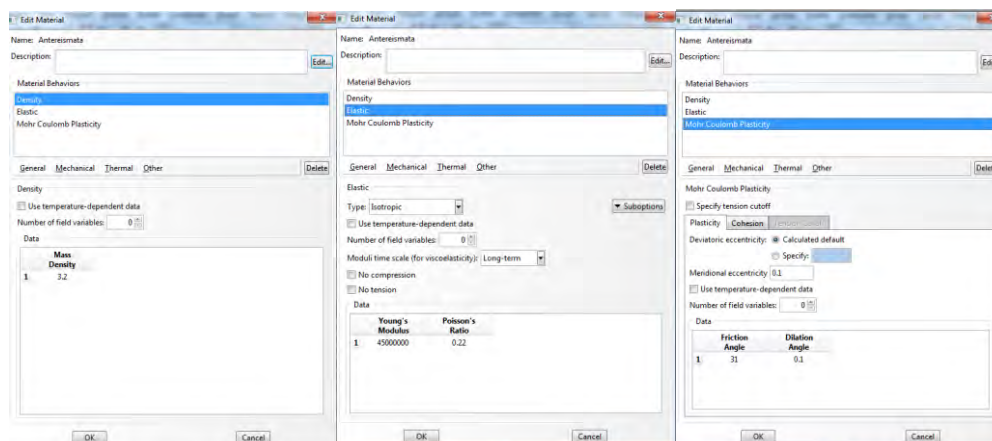 Edit Material
Name: Antereismata
Description:
Edit...
Material Behaviors
Density
Elastic
Mohr Coulomb Plasticity
General Mechanical Thermal Other
Delete
Density
Use temperature-dependent data
Number of field variables: 0
Data
Mass
Density
1 3.2
OK Cancel
Edit Material
Name: Antereismata
Description:
Edit...
Material Behaviors
Density
Elastic
Mohr Coulomb Plasticity
General Mechanical Thermal Other
Delete
Elastic
Type: Isotropic
Suboptions
Use temperature-dependent data
Number of field variables: 0
Moduli time scale (for viscoelasticity): Long-term
No compression
No tension
Data
Young's Poisson's
Modulus Ratio
1 45000000 0.22
OK Cancel
Edit Material
Name: Antereismata
Description:
Edi
Material Behaviors
Density
Elastic
Mohr Coulomb Plasticity
General Mechanical Thermal Other
Delet
Mohr Coulomb Plasticity
Specify tension cutoff
Plasticity Cohesion
Deviatoric eccentricity: Calculated default
Specify:
Meridional eccentricity 0.1
Use temperature-dependent data
Number of field variables: 0
Data
Friction Dilation
Angle Angle
1 31 0.1
OK Cancel